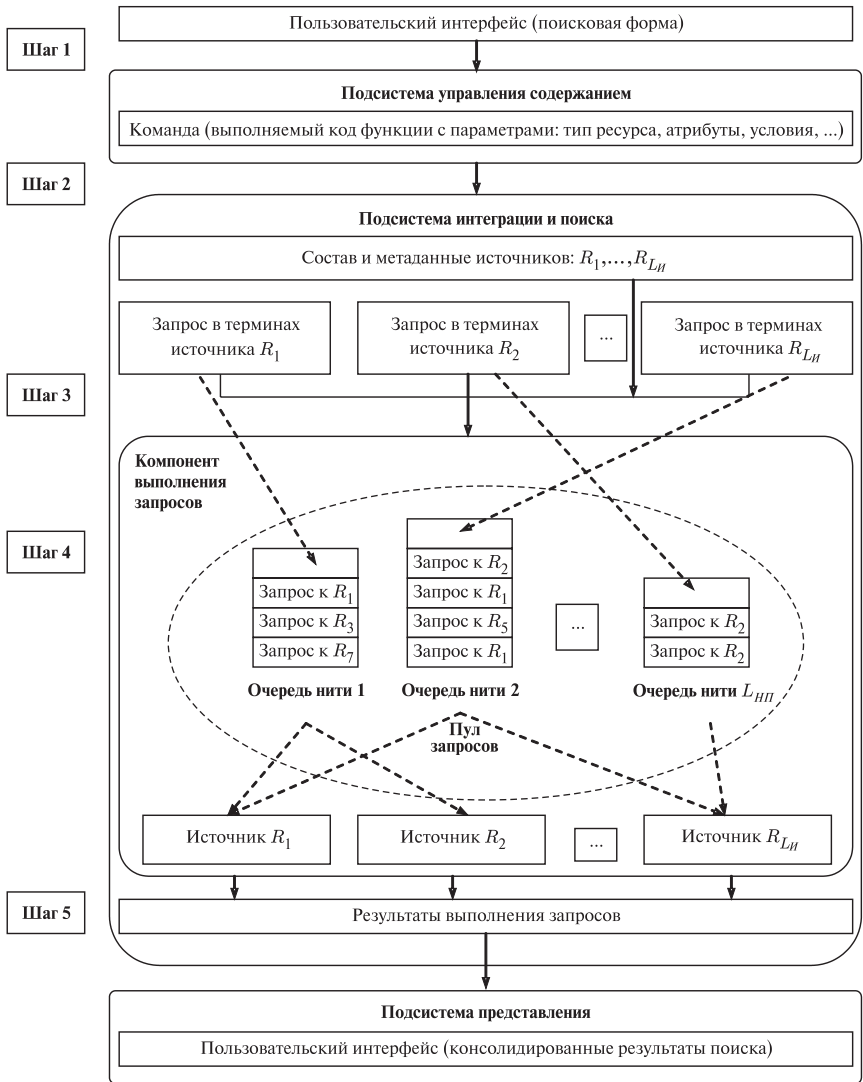 Пользовательский интерфейс (поисковая форма)
Шаг 1
Подсистема управления содержанием
Команда (выполняемый код функции с параметрами: тип ресурса, атрибуты, условия, ...)
Шаг 2
Подсистема интеграции и поиска
Состав и метаданные источников: R1,...,RLИ
Запрос в терминах
источника R1
Запрос в терминах
источника R2
...
Запрос в терминах
источника RLИ
Шаг 3
Компонент
выполнения
запросов
Шаг 4
Запрос к R1
Запрос к R3
Запрос к R7
Очередь нити 1
Запрос к R2
Запрос к R1
Запрос к R5
Запрос к R1
Очередь нити 2
...
Запрос к R2
Запрос к R2
Очередь нити LНП
Пул
запросов
Источник R1
Источник R2
...
Источник RLИ
Шаг 5
Результаты выполнения запросов
Подсистема представления
Пользовательский интерфейс (консолидированные результаты поиска)